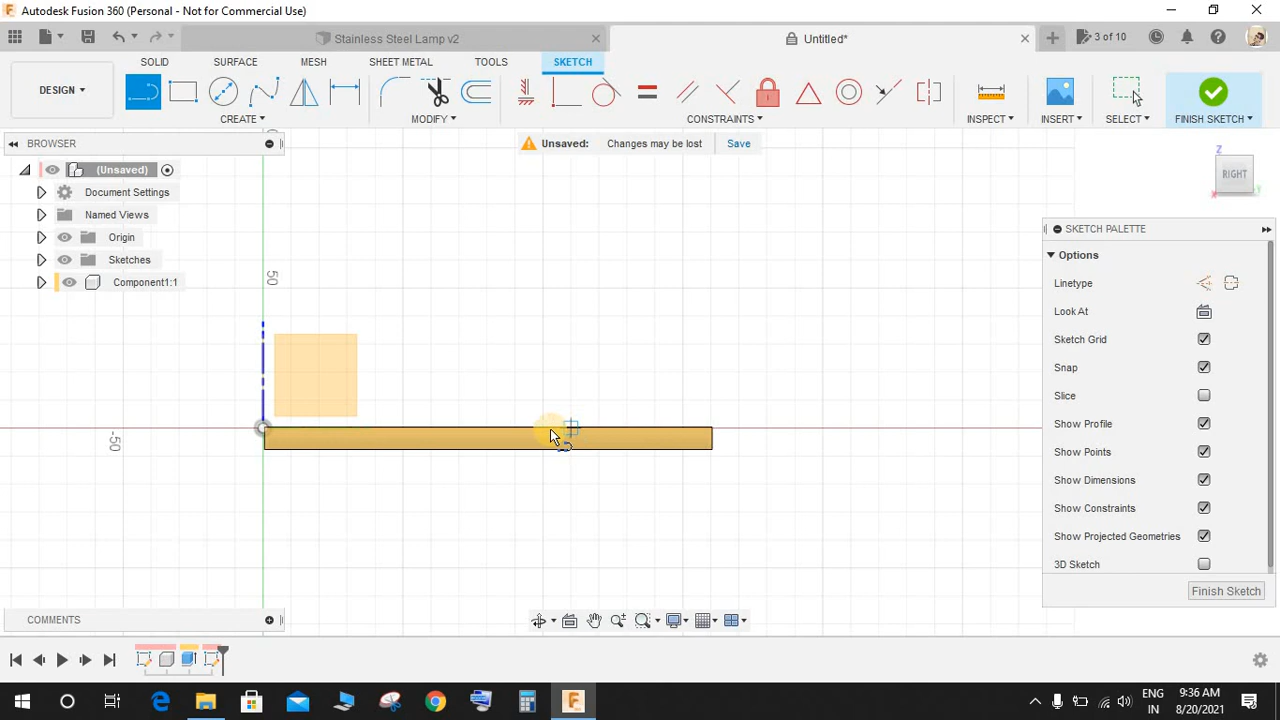 Autodesk Fusion 360 (Personal - Not for Commercial Use)
Stainless Steel Lamp v2
Untitled*
3 of 10
SOLID
SURFACE
MESH
SHEET METAL
TOOLS
SKETCH
DESIGN
CREATE
MODIFY
CONSTRAINTS
INSPECT
INSERT
SELECT
FINISH SKETCH
BROWSER
Unsaved: Changes may be lost Save
(Unsaved)
Document Settings
Named Views
Origin
Sketches
Component1:1
Z
RIGHT
X
Y
50
-50
SKETCH PALETTE
Options
Linetype
Look At
Sketch Grid
Snap
Slice
Show Profile
Show Points
Show Dimensions
Show Constraints
Show Projected Geometries
3D Sketch
Finish Sketch
COMMENTS
ENG
IN
9:36 AM
8/20/2021